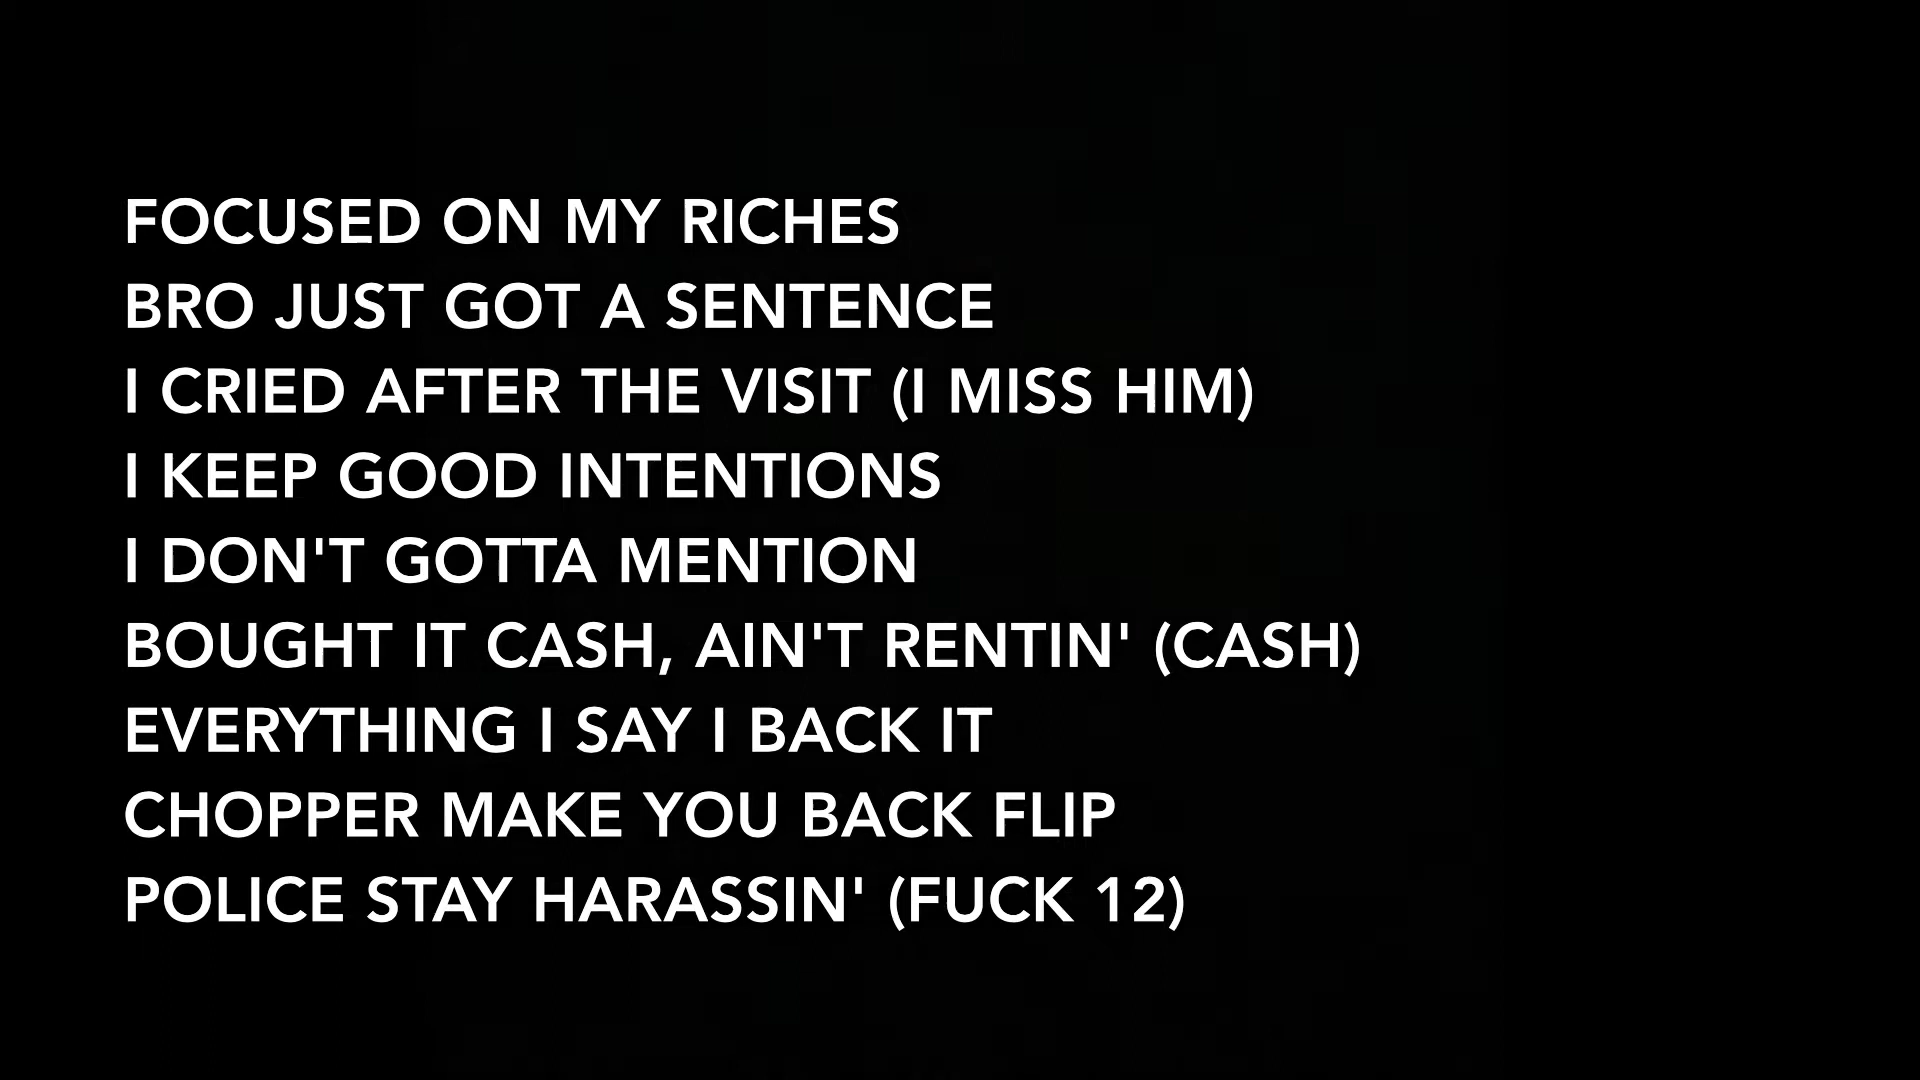 FOCUSED ON MY RICHES
BRO JUST GOT A SENTENCE
I CRIED AFTER THE VISIT (I MISS HIM)
I KEEP GOOD INTENTIONS
I DON'T GOTTA MENTION
BOUGHT IT CASH, AIN'T RENTIN' (CASH)
EVERYTHING I SAY I BACK IT
CHOPPER MAKE YOU BACK FLIP
POLICE STAY HARASSIN' (FUCK 12)